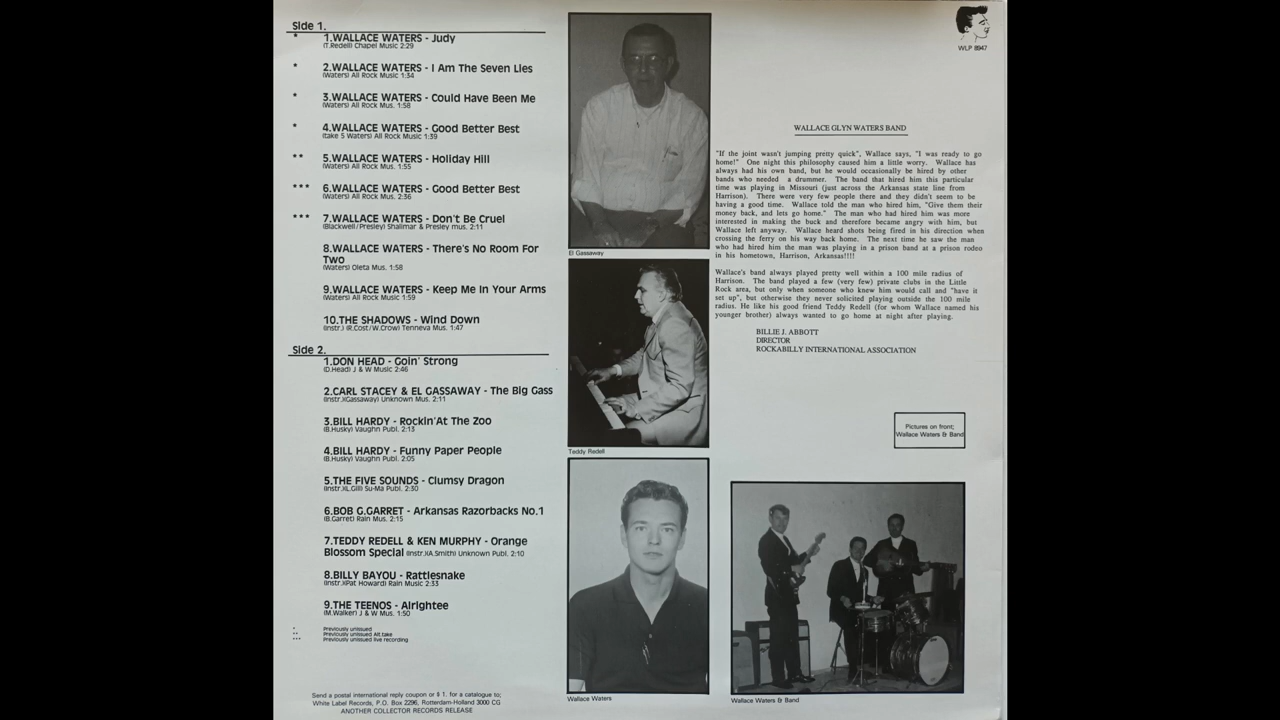 Side 1.
* 1.WALLACE WATERS - Judy
(T.Redell) Chapel Music 2:29
* 2.WALLACE WATERS - I Am The Seven Lies
(Waters) All Rock Music 1:34
* 3.WALLACE WATERS - Could Have Been Me
(Waters) All Rock Mus. 1:58
* 4.WALLACE WATERS - Good Better Best
(take 5 Waters) All Rock Music 1:39
** 5.WALLACE WATERS - Holiday Hill
(Waters) All Rock Mus. 1:55
*** 6.WALLACE WATERS - Good Better Best
(Waters) All Rock Mus. 2:36
*** 7.WALLACE WATERS - Don't Be Cruel
(Blackwell/Presley) Shalimar & Presley mus. 2:11
8.WALLACE WATERS - There's No Room For
Two
(Waters) Oleta Mus. 1:58
9.WALLACE WATERS - Keep Me In Your Arms
(Waters) All Rock Music 1:59
10.THE SHADOWS - Wind Down
(Instr.) (R.Cost/W.Crow) Tenneva Mus. 1:47
Side 2.
1.DON HEAD - Goin' Strong
(D.Head) J & W Music 2:46
2.CARL STACEY & EL GASSAWAY - The Big Gass
(Instr.)(Gassaway) Unknown Mus. 2:11
3.BILL HARDY - Rockin'At The Zoo
(B.Husky) Vaughn Publ. 2:13
4.BILL HARDY - Funny Paper People
(B.Husky) Vaughn Publ. 2:05
5.THE FIVE SOUNDS - Clumsy Dragon
(Instr.)(L.Gill) Su-Ma Publ. 2:30
6.BOB G.GARRET - Arkansas Razorbacks No.1
(B.Garret) Rain Mus. 2:15
7.TEDDY REDELL & KEN MURPHY - Orange
Blossom Special (Instr.)(A.Smith) Unknown Publ. 2:10
8.BILLY BAYOU - Rattlesnake
(Instr.)(Pat Howard) Rain Music 2:33
9.THE TEENOS - Alrightee
(M.Walker) J & W Mus. 1:50
* Previously unissued
** Previously unissued Alt.take
*** Previously unissued live recording
Send a postal international reply coupon or $ 1. for a catalogue to;
White Label Records, P.O. Box 2296, Rotterdam-Holland 3000 CG
ANOTHER COLLECTOR RECORDS RELEASE
El Gassaway
Teddy Redell
Wallace Waters
WLP 8947
WALLACE GLYN WATERS BAND
"If the joint wasn't jumping pretty quick", Wallace says, "I was ready to go
home!" One night this philosophy caused him a little worry. Wallace has
always had his own band, but he would occasionally be hired by other
bands who needed a drummer. The band that hired him this particular
time was playing in Missouri (just across the Arkansas state line from
Harrison). There were very few people there and they didn't seem to be
having a good time. Wallace told the man who hired him, "Give them their
money back, and lets go home." The man who had hired him was more
interested in making the buck and therefore became angry with him, but
Wallace left anyway. Wallace heard shots being fired in his direction when
crossing the ferry on his way back home. The next time he saw the man
who had hired him the man was playing in a prison band at a prison rodeo
in his hometown, Harrison, Arkansas!!!!
Wallace's band always played pretty well within a 100 mile radius of
Harrison. The band played a few (very few) private clubs in the Little
Rock area, but only when someone who knew him would call and "have it
set up", but otherwise they never solicited playing outside the 100 mile
radius. He like his good friend Teddy Redell (for whom Wallace named his
younger brother) always wanted to go home at night after playing.
BILLIE J. ABBOTT
DIRECTOR
ROCKABILLY INTERNATIONAL ASSOCIATION
Pictures on front;
Wallace Waters & Band
Wallace Waters & Band